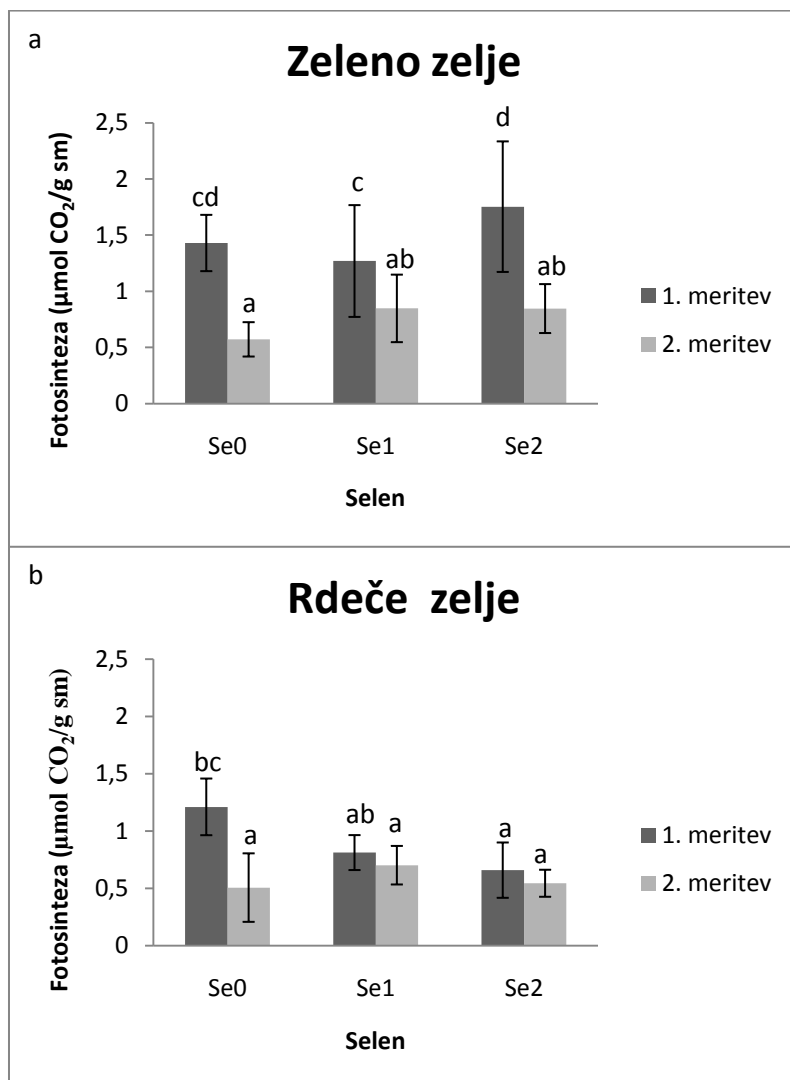 a
Zeleno zelje
Fotosinteza (µmol CO₂/g sm)
2,5
2
1,5
1
0,5
0
cd
a
c
ab
d
ab
Se0 Se1 Se2
Selen
1. meritev
2. meritev
b
Rdeče zelje
Fotosinteza (µmol CO₂/g sm)
2,5
2
1,5
1
0,5
0
bc
a
ab
a
a
a
Se0 Se1 Se2
Selen
1. meritev
2. meritev